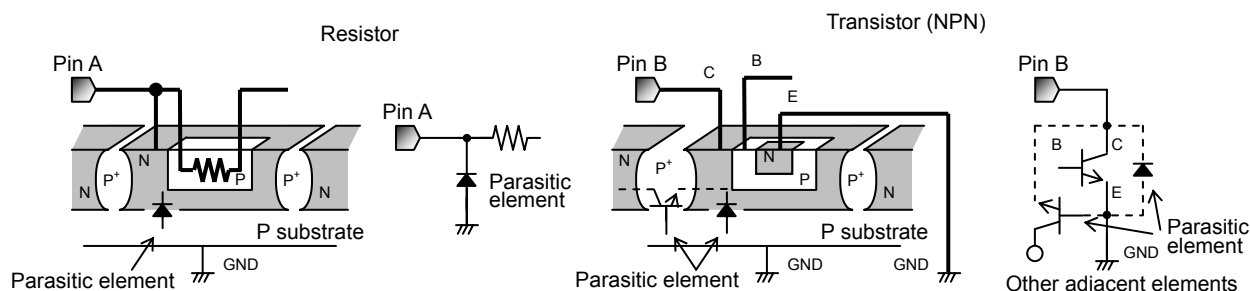 Resistor
Transistor (NPN)
Pin A
Pin B
C
B
E
Pin B
Pin A
N
P+
N
P
P+
N
Parasitic element
P substrate
GND
Parasitic element
N
P+
N
P
P+
N
N
P substrate
GND
GND
Parasitic element
B
C
E
Parasitic element
GND
Other adjacent elements